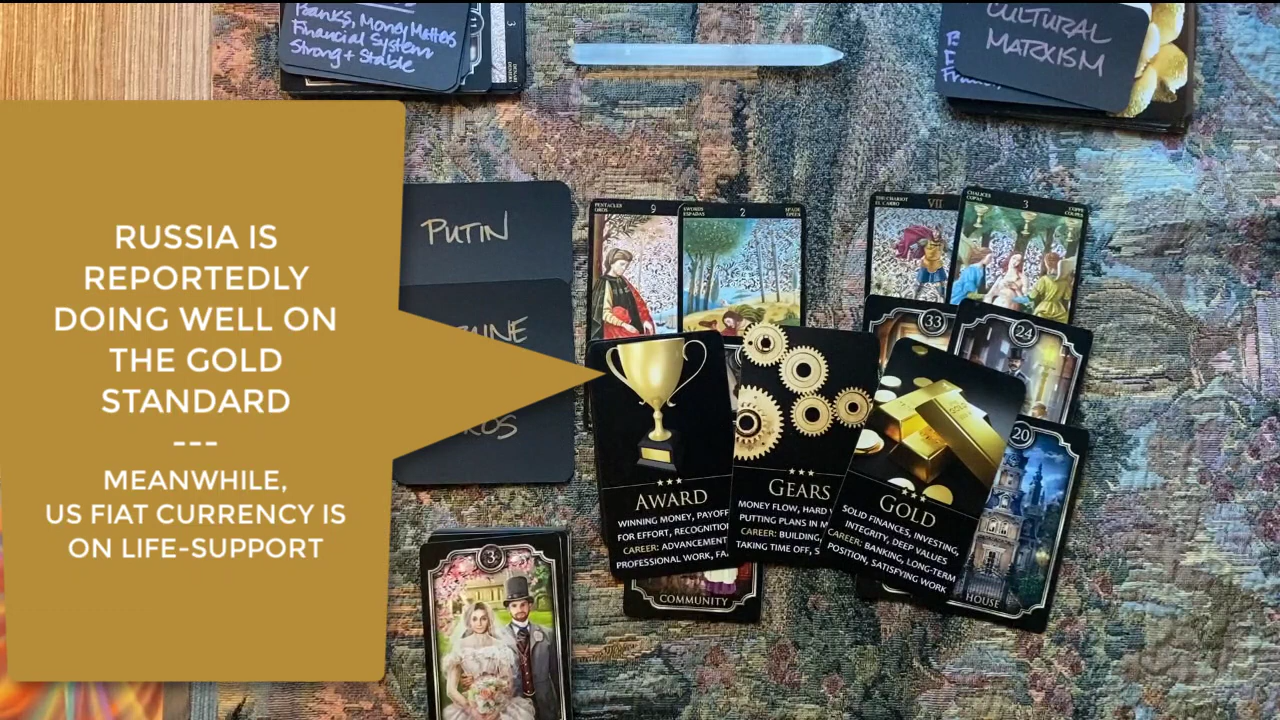 Banks, Money Matters
Financial System
Strong + Stable
3
CULTURAL
MARXISM
RUSSIA IS
REPORTEDLY
DOING WELL ON
THE GOLD
STANDARD
---
MEANWHILE,
US FIAT CURRENCY IS
ON LIFE-SUPPORT
PUTIN
PENTACLES
OROS
9
SWORDS
ESPADAS
2
SPADE
EPEES
THE CHARIOT
EL CARRO
VII
CHALICES
COPAS
3
COPPE
COUPES
33
24
20
AWARD
WINNING MONEY, PAYOFF
FOR EFFORT, RECOGNITION
CAREER: ADVANCEMENT
PROFESSIONAL WORK, FA
GEARS
MONEY FLOW, HARD
PUTTING PLANS IN M
CAREER: BUILDING,
TAKING TIME OFF, S
GOLD
SOLID FINANCES, INVESTING,
INTEGRITY, DEEP VALUES
CAREER: BANKING, LONG-TERM
POSITION, SATISFYING WORK
COMMUNITY
HOUSE
3